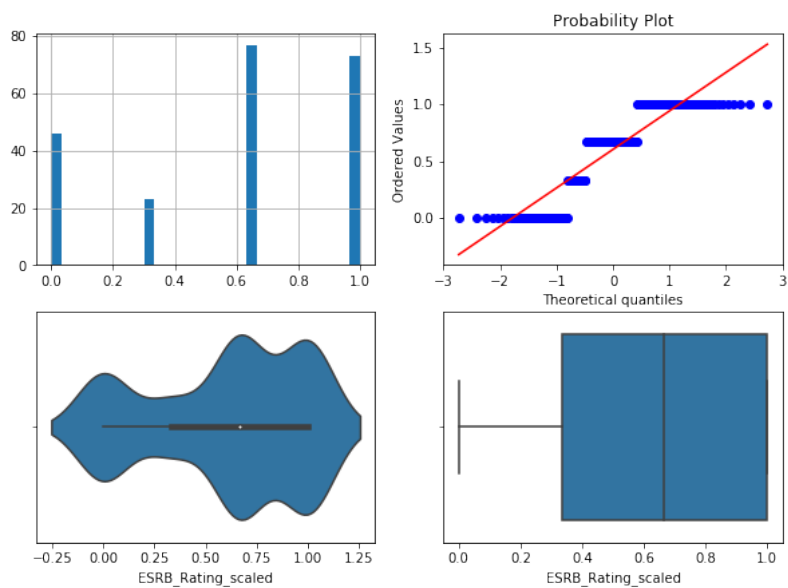 Probability Plot
80
60
40
20
0
0.0 0.2 0.4 0.6 0.8 1.0
Ordered Values
1.5
1.0
0.5
0.0
−3 −2 −1 0 1 2 3
Theoretical quantiles
−0.25 0.00 0.25 0.50 0.75 1.00 1.25
ESRB_Rating_scaled
0.0 0.2 0.4 0.6 0.8 1.0
ESRB_Rating_scaled